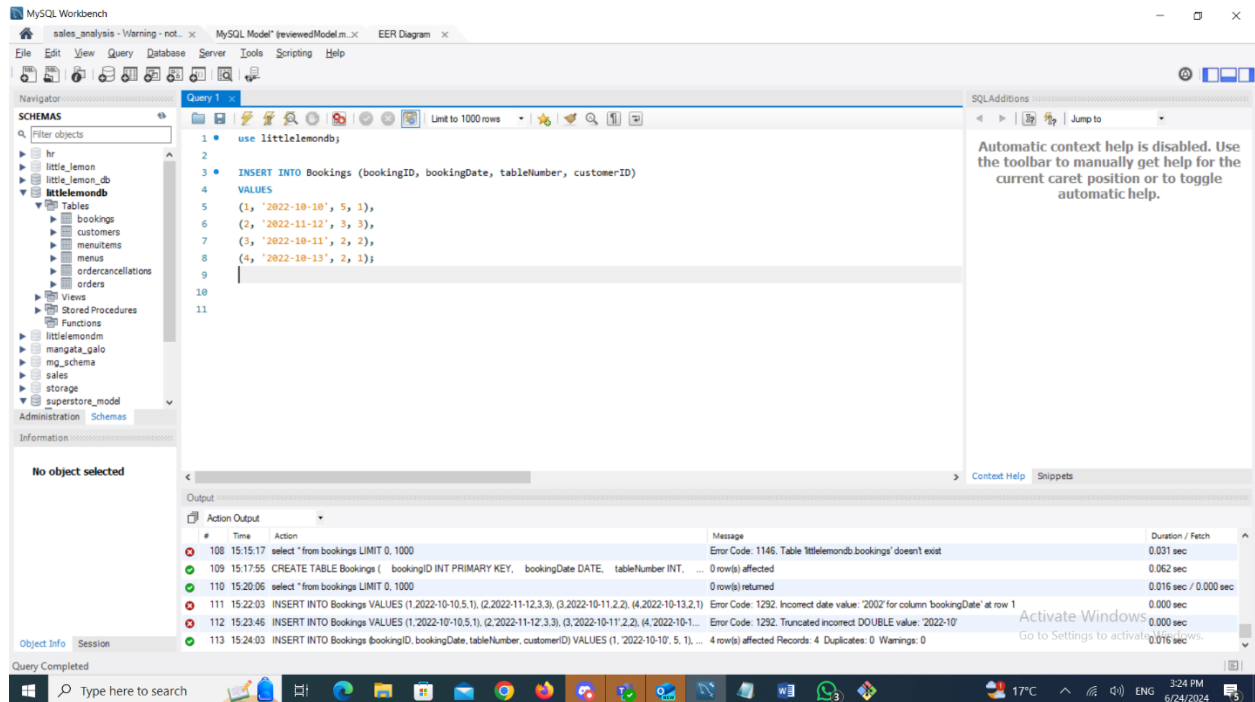 MySQL Workbench
sales_analysis - Warning - not... × MySQL Model* (reviewedModel.m...× EER Diagram ×
File Edit View Query Database Server Tools Scripting Help
Navigator
SCHEMAS
Filter objects
hr
little_lemon
little_lemon_db
littlelemondb
Tables
bookings
customers
menuitems
menus
ordercancellations
orders
Views
Stored Procedures
Functions
littlelemondm
mangata_galo
mg_schema
sales
storage
superstore_model
Administration Schemas
Information
No object selected
Object Info Session
Query 1 ×
Limit to 1000 rows
1 use littlelemondb;
2
3 INSERT INTO Bookings (bookingID, bookingDate, tableNumber, customerID)
4 VALUES
5 (1, '2022-10-10', 5, 1),
6 (2, '2022-11-12', 3, 3),
7 (3, '2022-10-11', 2, 2),
8 (4, '2022-10-13', 2, 1);
9
10
11
SQLAdditions
Jump to
Automatic context help is disabled. Use
the toolbar to manually get help for the
current caret position or to toggle
automatic help.
Context Help Snippets
Output
Action Output
# Time Action Message Duration / Fetch
108 15:15:17 select * from bookings LIMIT 0, 1000 Error Code: 1146. Table 'littlelemondb.bookings' doesn't exist 0.031 sec
109 15:17:55 CREATE TABLE Bookings ( bookingID INT PRIMARY KEY, bookingDate DATE, tableNumber INT, ... 0 row(s) affected 0.062 sec
110 15:20:06 select * from bookings LIMIT 0, 1000 0 row(s) returned 0.016 sec / 0.000 sec
111 15:22:03 INSERT INTO Bookings VALUES (1,2022-10-10,5,1), (2,2022-11-12,3,3), (3,2022-10-11,2,2), (4,2022-10-13,2,1) Error Code: 1292. Incorrect date value: '2002' for column 'bookingDate' at row 1 0.000 sec
112 15:23:46 INSERT INTO Bookings VALUES (1,'2022-10'-10,5,1), (2,'2022-11'-12,3,3), (3,'2022-10'-11,2,2), (4,'2022-10-1... Error Code: 1292. Truncated incorrect DOUBLE value: '2022-10' 0.000 sec
113 15:24:03 INSERT INTO Bookings (bookingID, bookingDate, tableNumber, customerID) VALUES (1, '2022-10-10', 5, 1), ... 4 row(s) affected Records: 4 Duplicates: 0 Warnings: 0 0.016 sec
Activate Windows
Go to Settings to activate Windows.
Query Completed
Type here to search
3
17°C
ENG
3:24 PM
6/24/2024
5